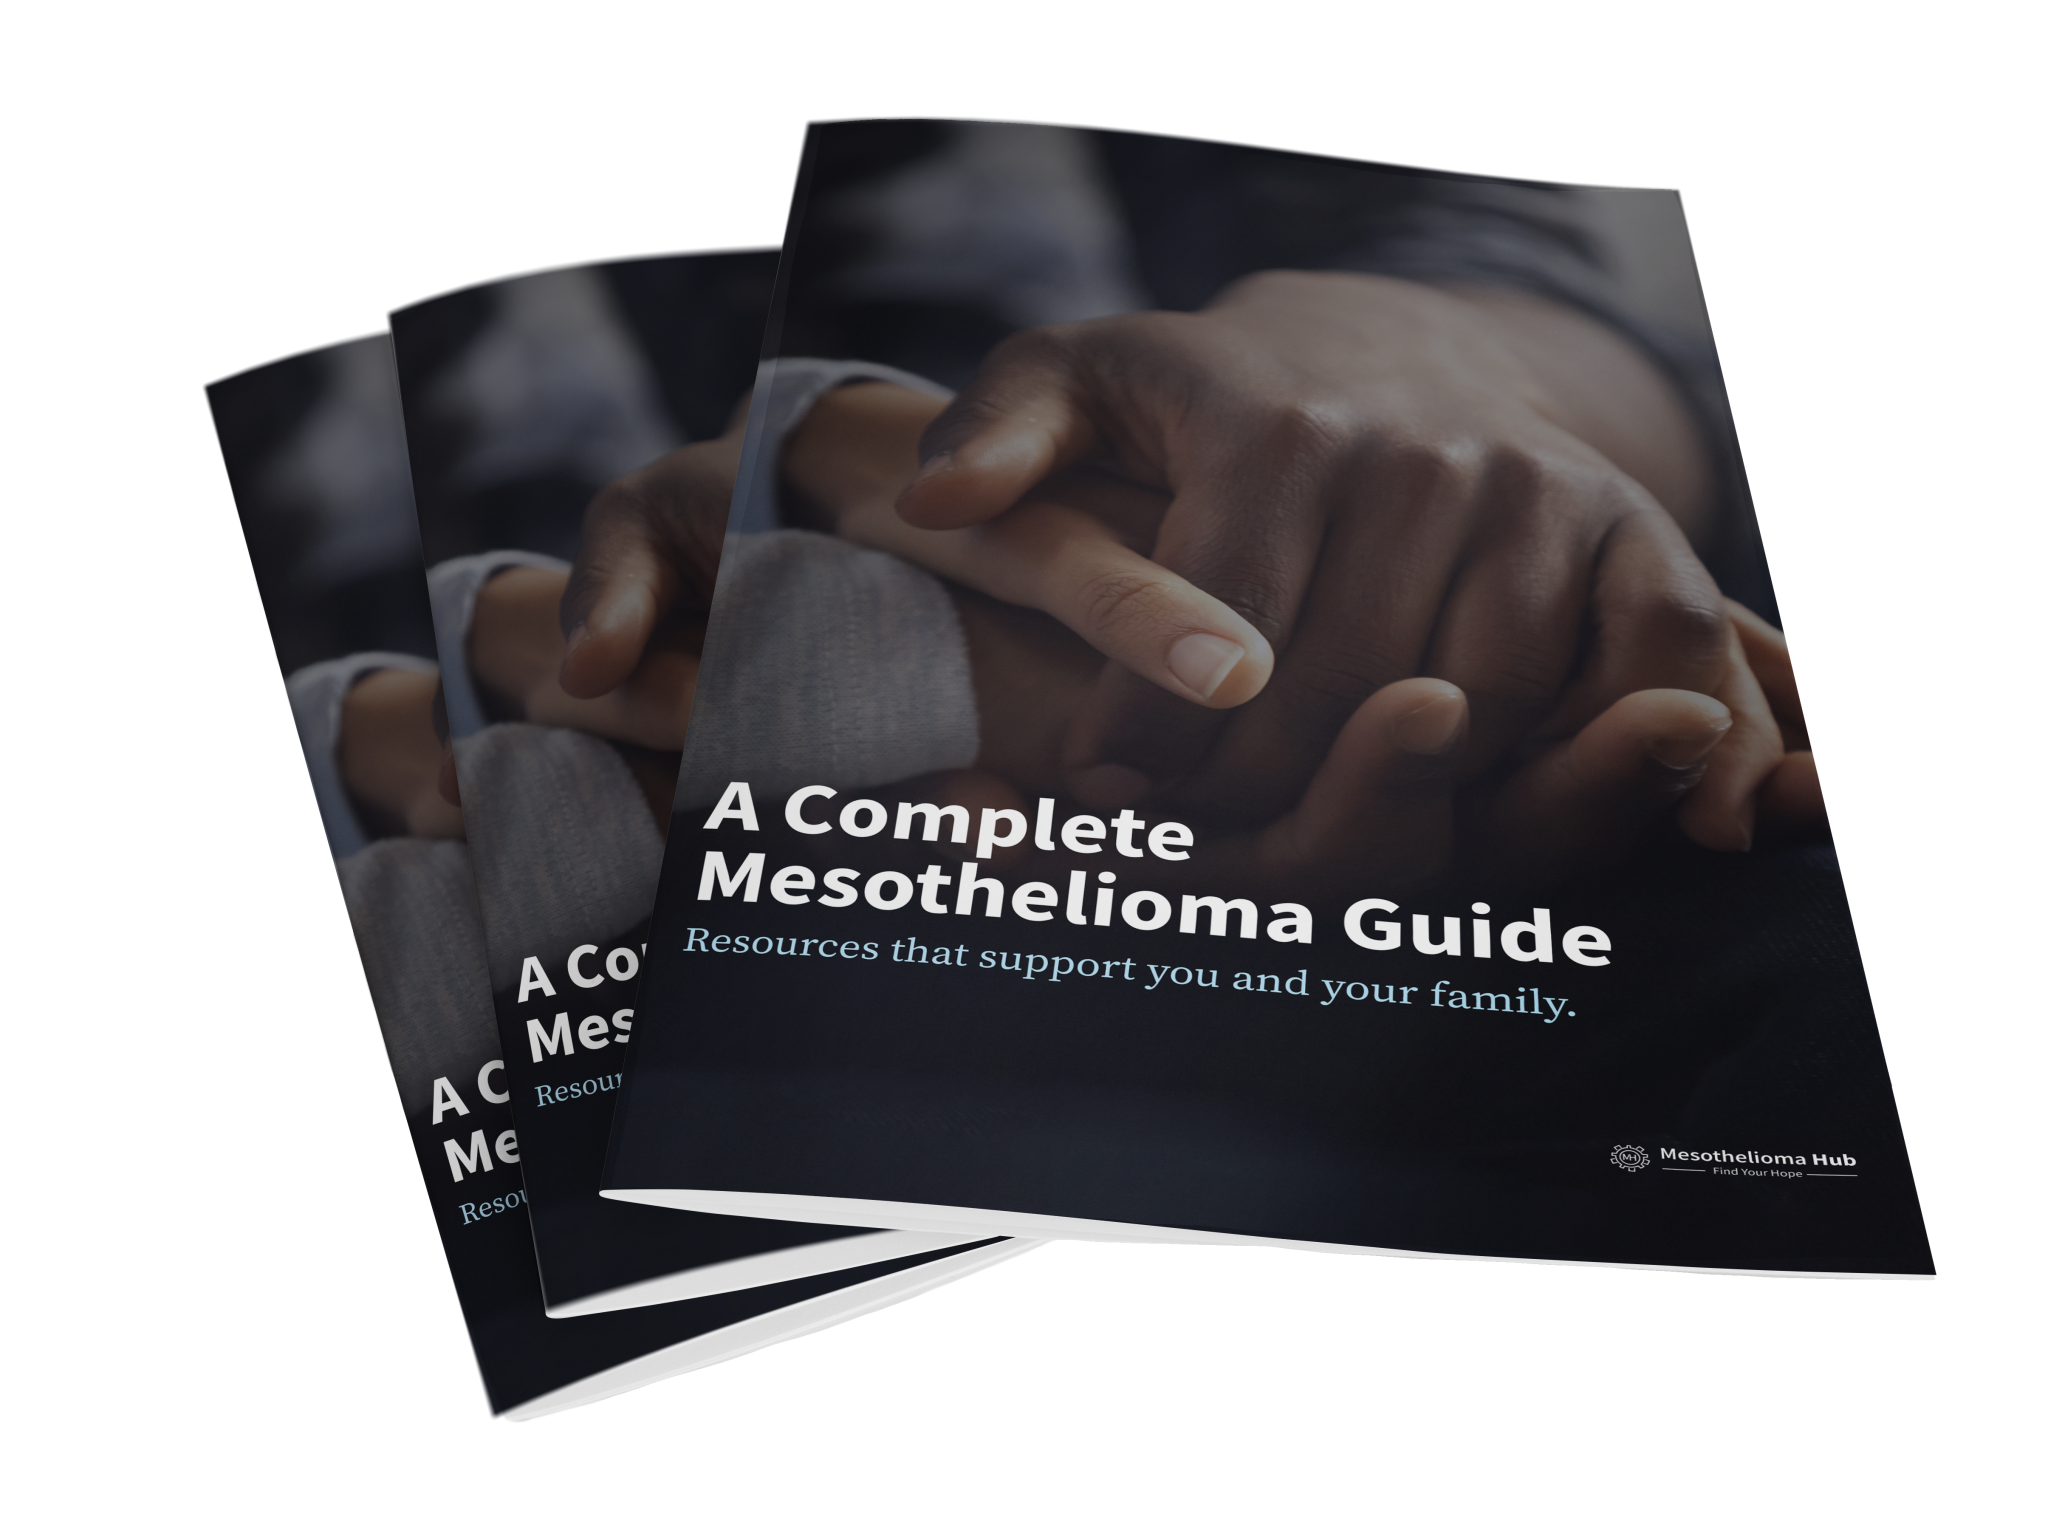 A Complete
Mesothelioma Guide
Resources that support you and your family.
MH
Mesothelioma Hub
Find Your Hope
A Co
Mes
Resour
A C
Me
Resou